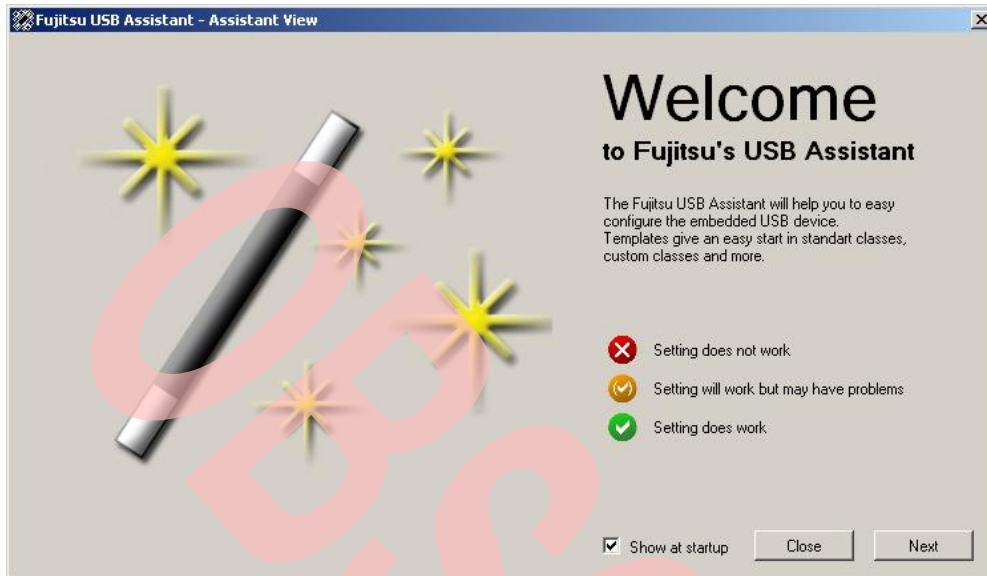 Fujitsu USB Assistant - Assistant View
Welcome
to Fujitsu's USB Assistant
The Fujitsu USB Assistant will help you to easy
configure the embedded USB device.
Templates give an easy start in standart classes,
custom classes and more.
Setting does not work
Setting will work but may have problems
Setting does work
Show at startup
Close
Next